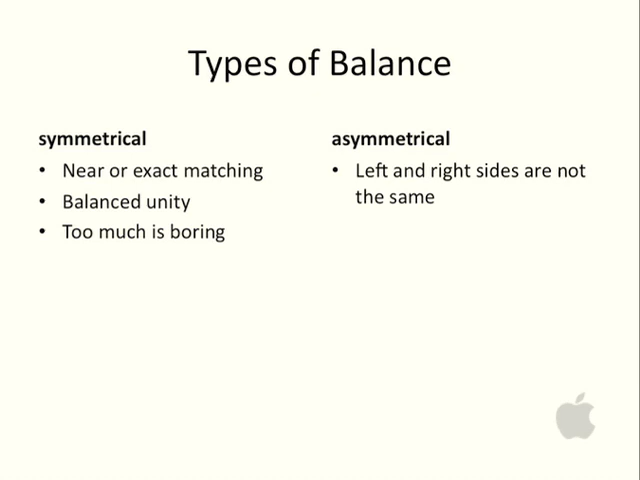 Types of Balance
symmetrical
• Near or exact matching
• Balanced unity
• Too much is boring
asymmetrical
• Left and right sides are not
the same